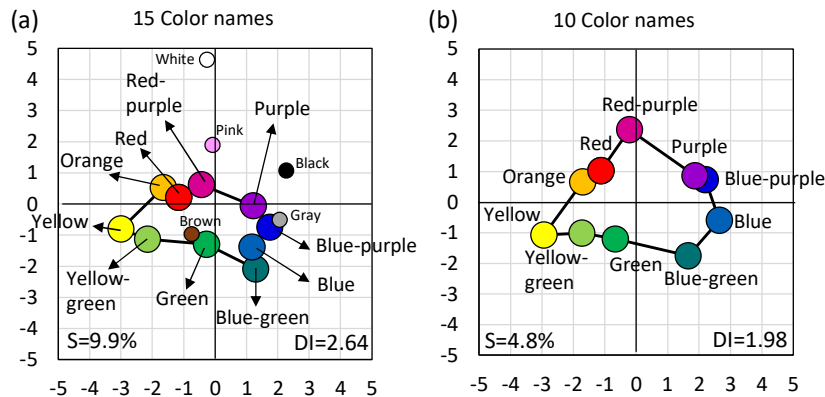 (a)
15 Color names
5
4
3
2
1
0
-1
-2
-3
-4
-5
-5 -4 -3 -2 -1 0 1 2 3 4 5
White
Red-
purple
Purple
Pink
Red
Black
Orange
Yellow
Brown
Gray
Blue-purple
Yellow-
green
Green
Blue
Blue-green
S=9.9%
DI=2.64
(b)
10 Color names
5
4
3
2
1
0
-1
-2
-3
-4
-5
-5 -4 -3 -2 -1 0 1 2 3 4 5
Red-purple
Red
Purple
Orange
Blue-purple
Yellow
Blue
Yellow-
green
Green
Blue-green
S=4.8%
DI=1.98